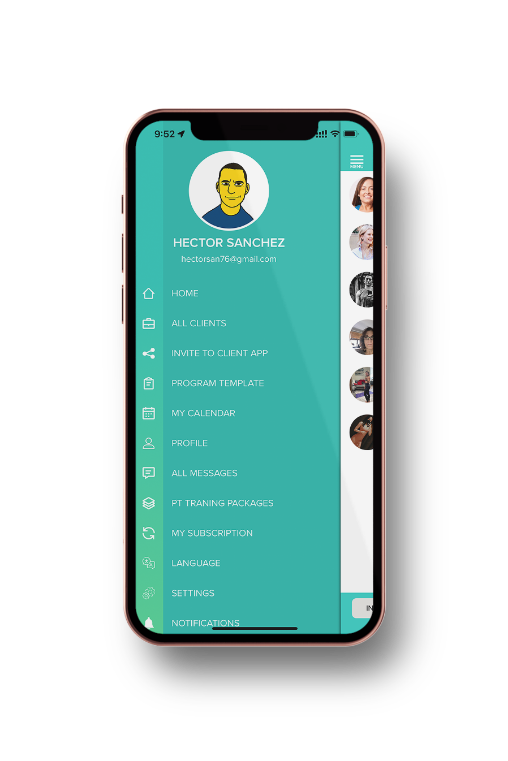 9:52
MENU
HECTOR SANCHEZ
hectorsan76@gmail.com
HOME
ALL CLIENTS
INVITE TO CLIENT APP
PROGRAM TEMPLATE
MY CALENDAR
PROFILE
ALL MESSAGES
PT TRANING PACKAGES
MY SUBSCRIPTION
LANGUAGE
SETTINGS
IN
NOTIFICATIONS